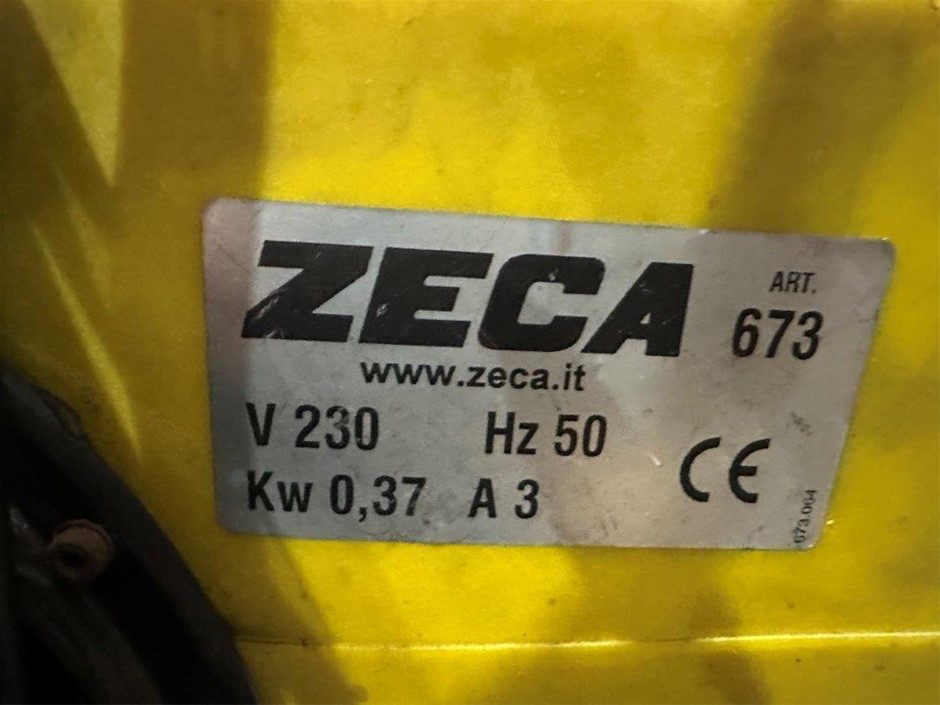 ZECA
ART.
673
www.zeca.it
V 230 Hz 50
Kw 0,37 A 3
CE
673.064